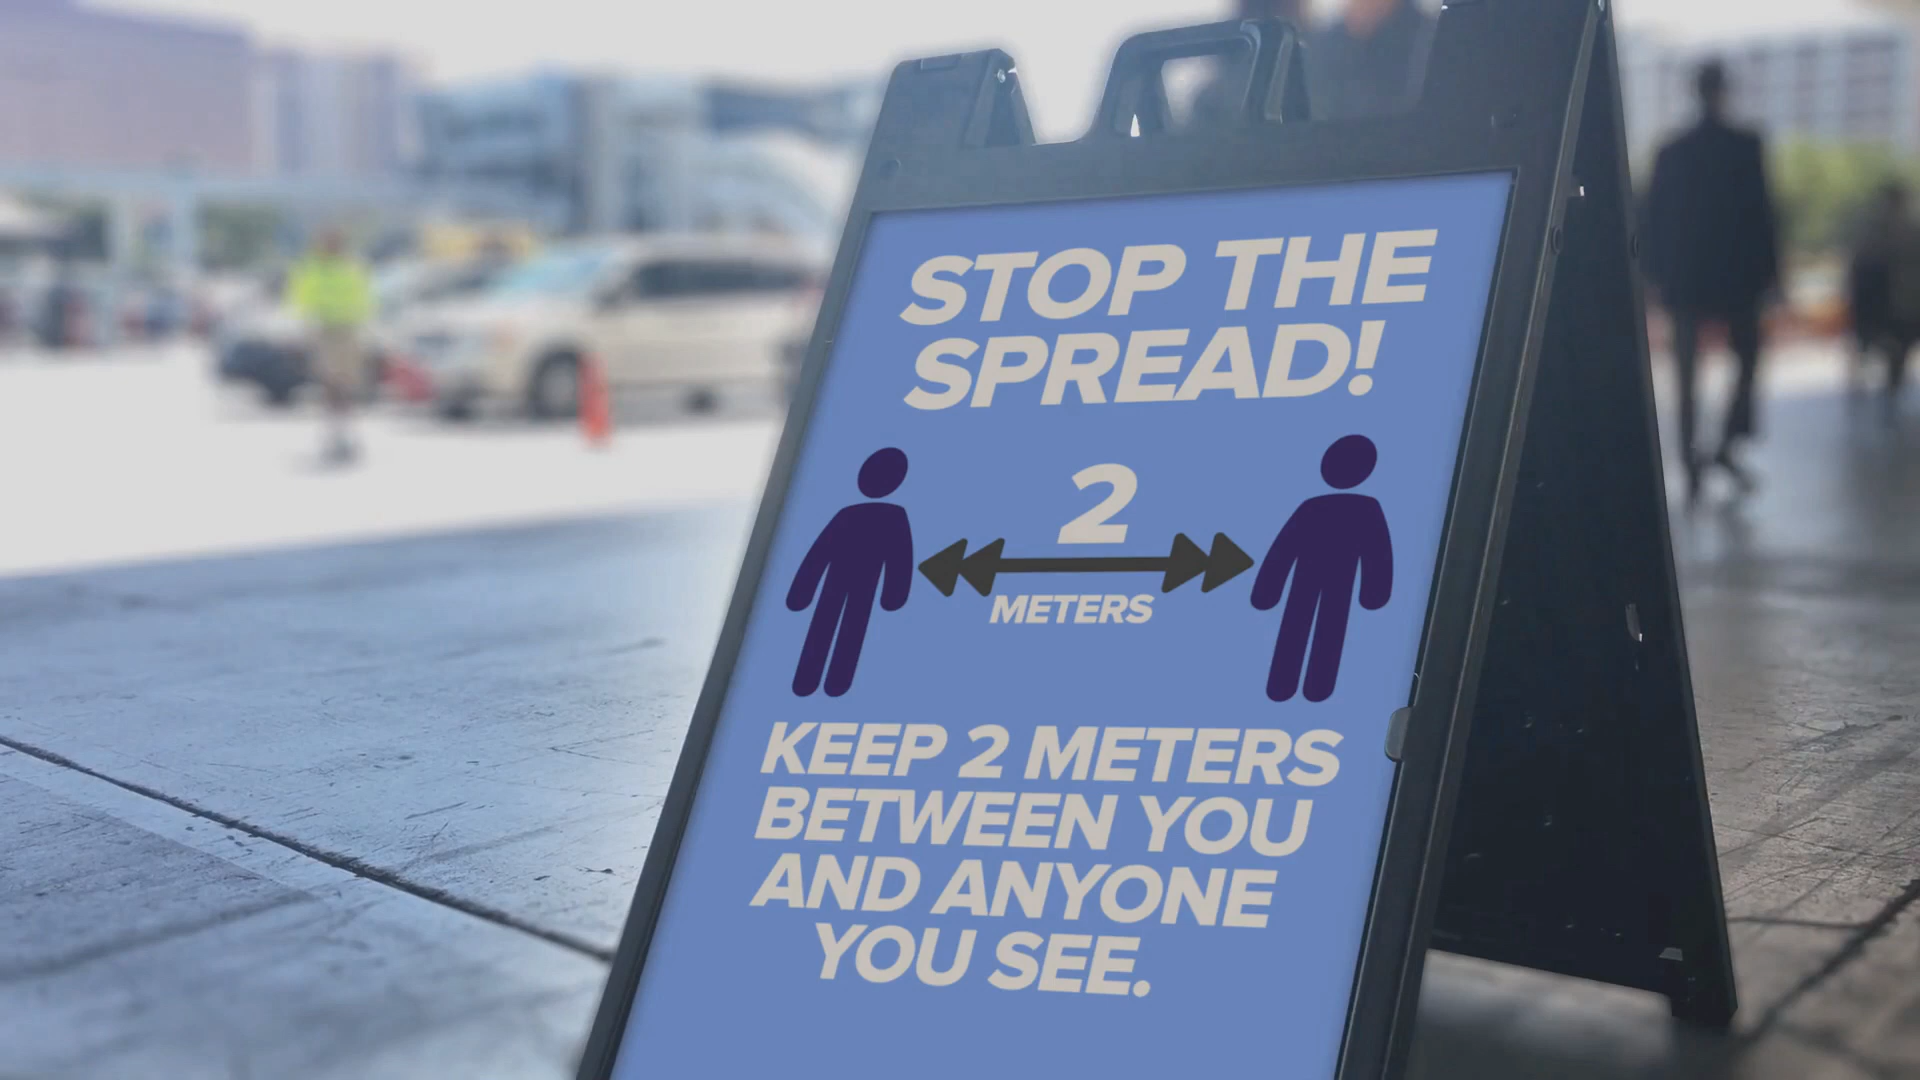 STOP THE
SPREAD!
2
METERS
KEEP 2 METERS
BETWEEN YOU
AND ANYONE
YOU SEE.